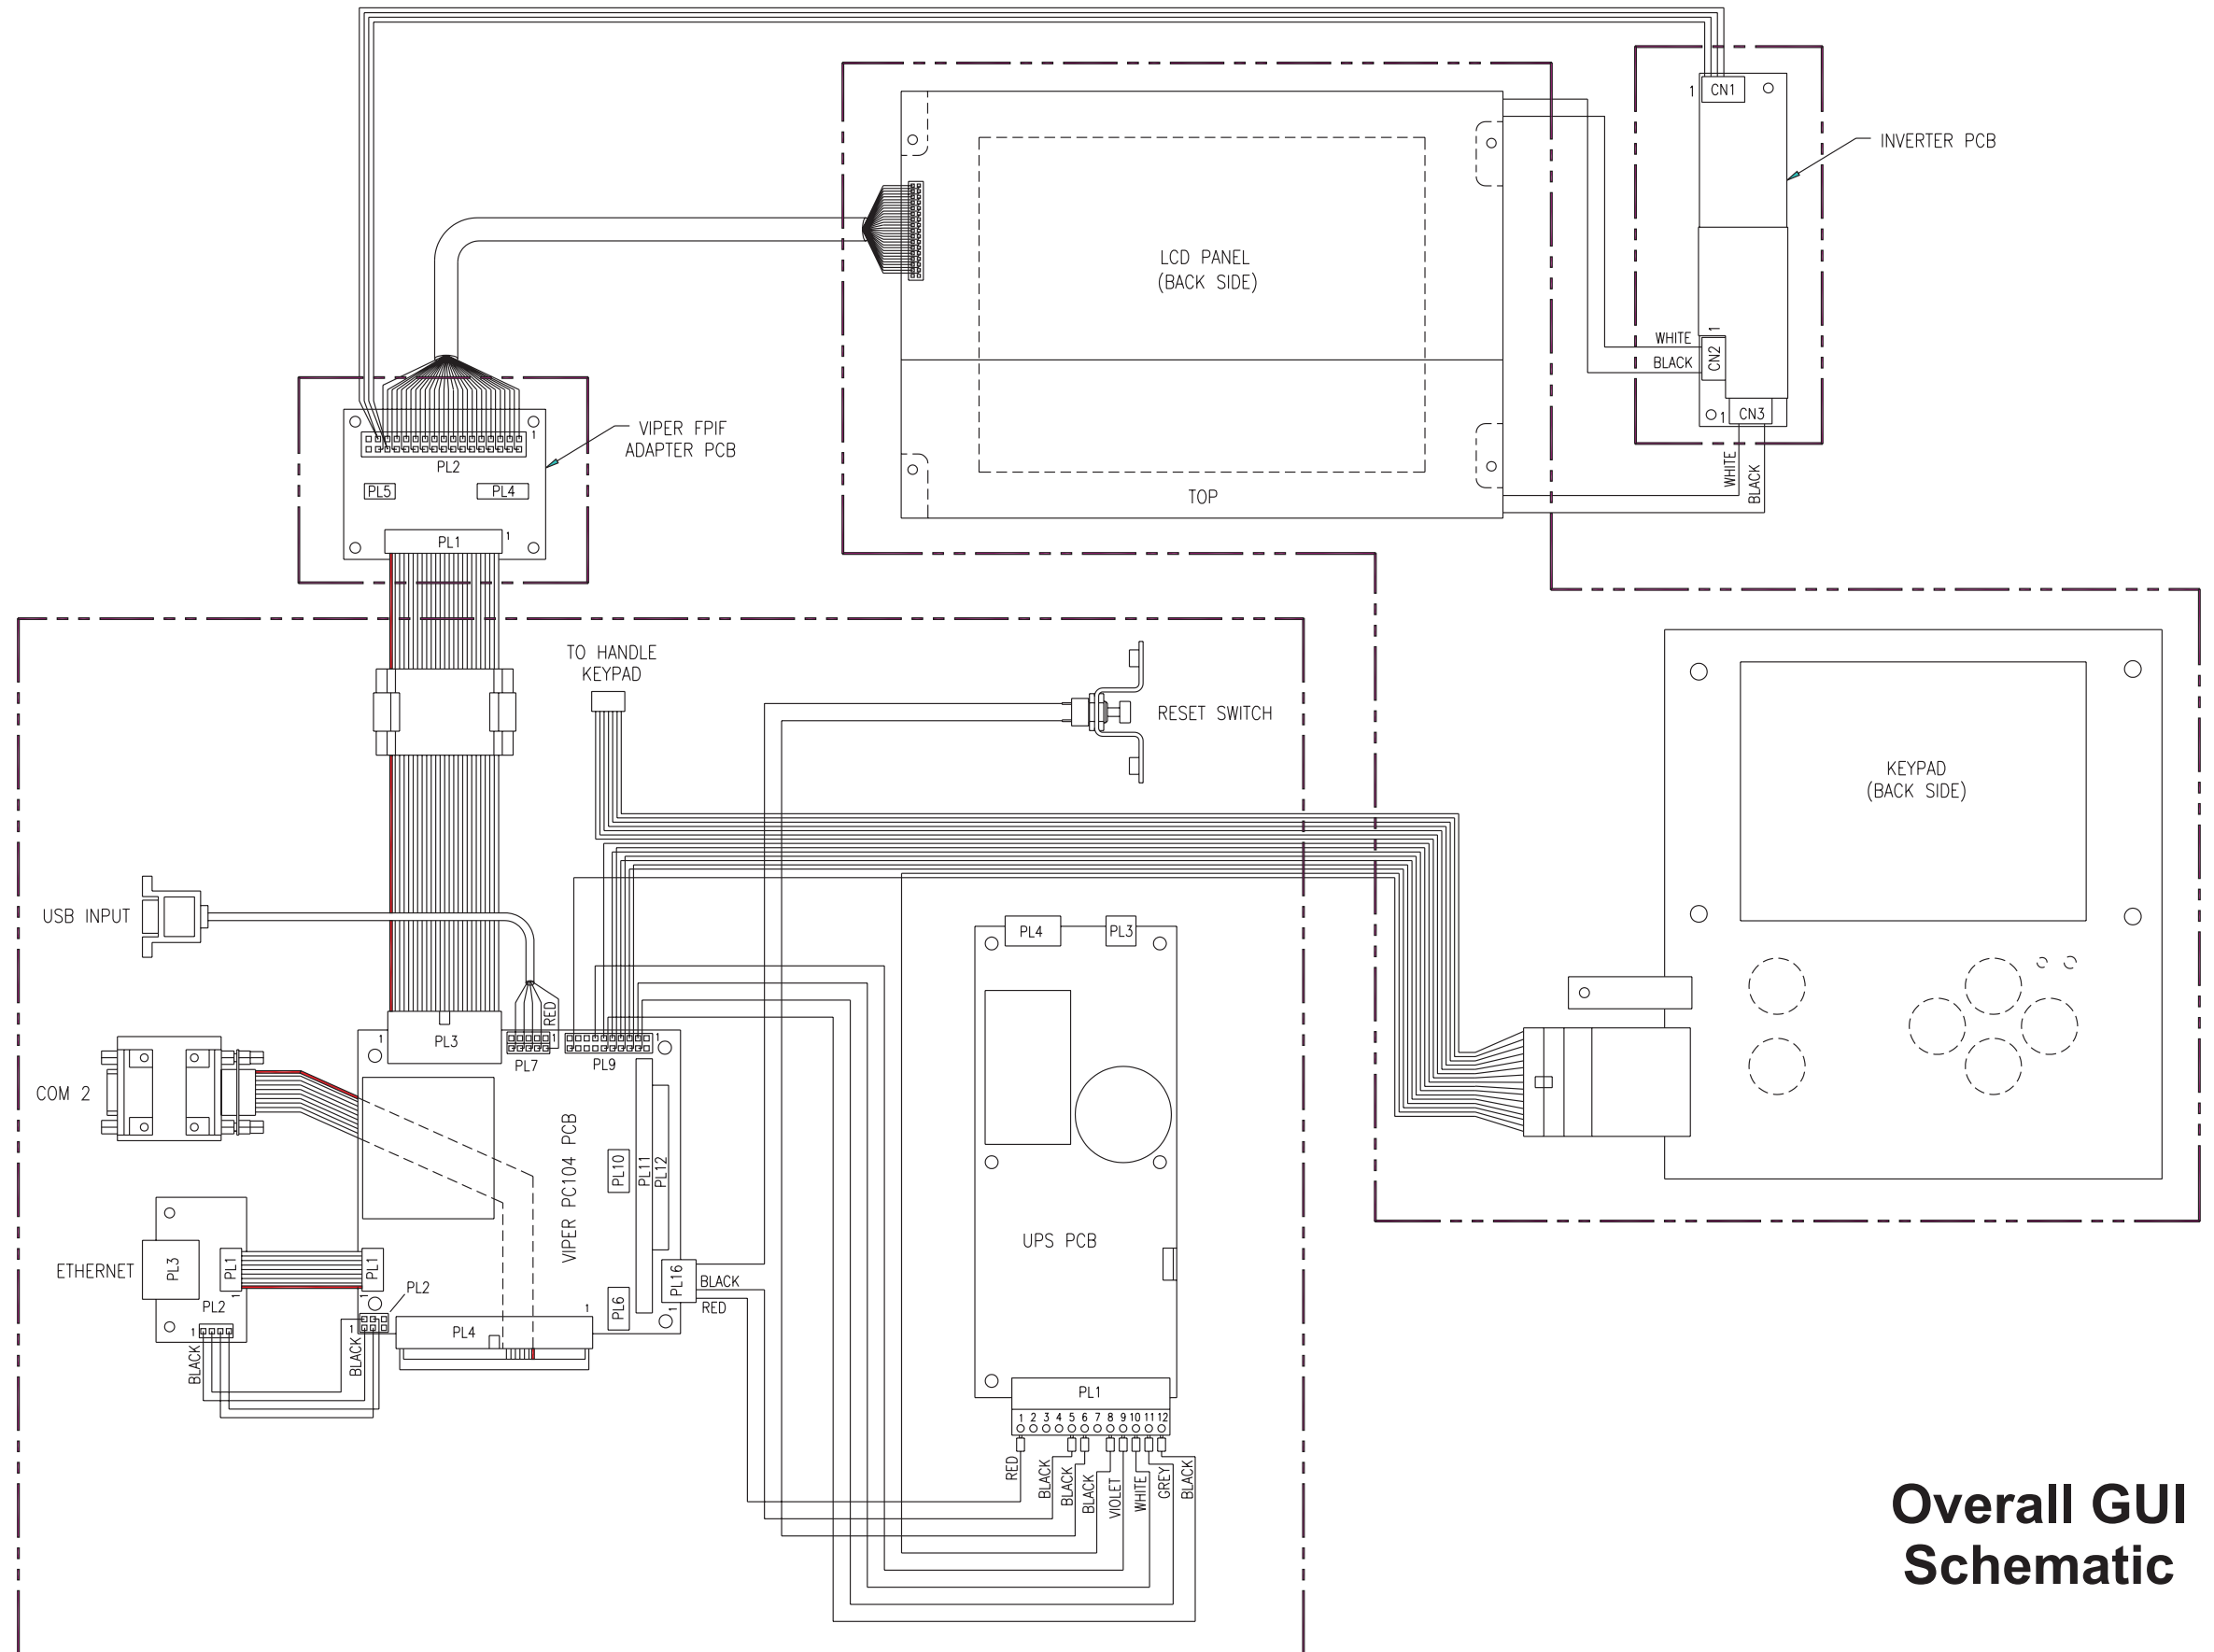 CN1
1
INVERTER PCB
LCD PANEL
(BACK SIDE)
1
WHITE
BLACK
CN2
CN3
1
TOP
WHITE
BLACK
VIPER FPIF
ADAPTER PCB
1
PL2
PL5
PL4
PL1
1
TO HANDLE
KEYPAD
RESET SWITCH
KEYPAD
(BACK SIDE)
USB INPUT
RED
PL4
PL3
1
PL3
1
PL7
1
PL9
COM 2
VIPER PC104 PCB
PL10
PL11
PL12
UPS PCB
ETHERNET
PL3
PL1
1
PL1
1
PL2
1
BLACK
PL2
1
BLACK
PL4
1
PL6
PL16
1
BLACK
RED
PL1
1 2 3 4 5 6 7 8 9 10 11 12
RED
BLACK
BLACK
BLACK
VIOLET
WHITE
GREY
BLACK
Overall GUI
Schematic